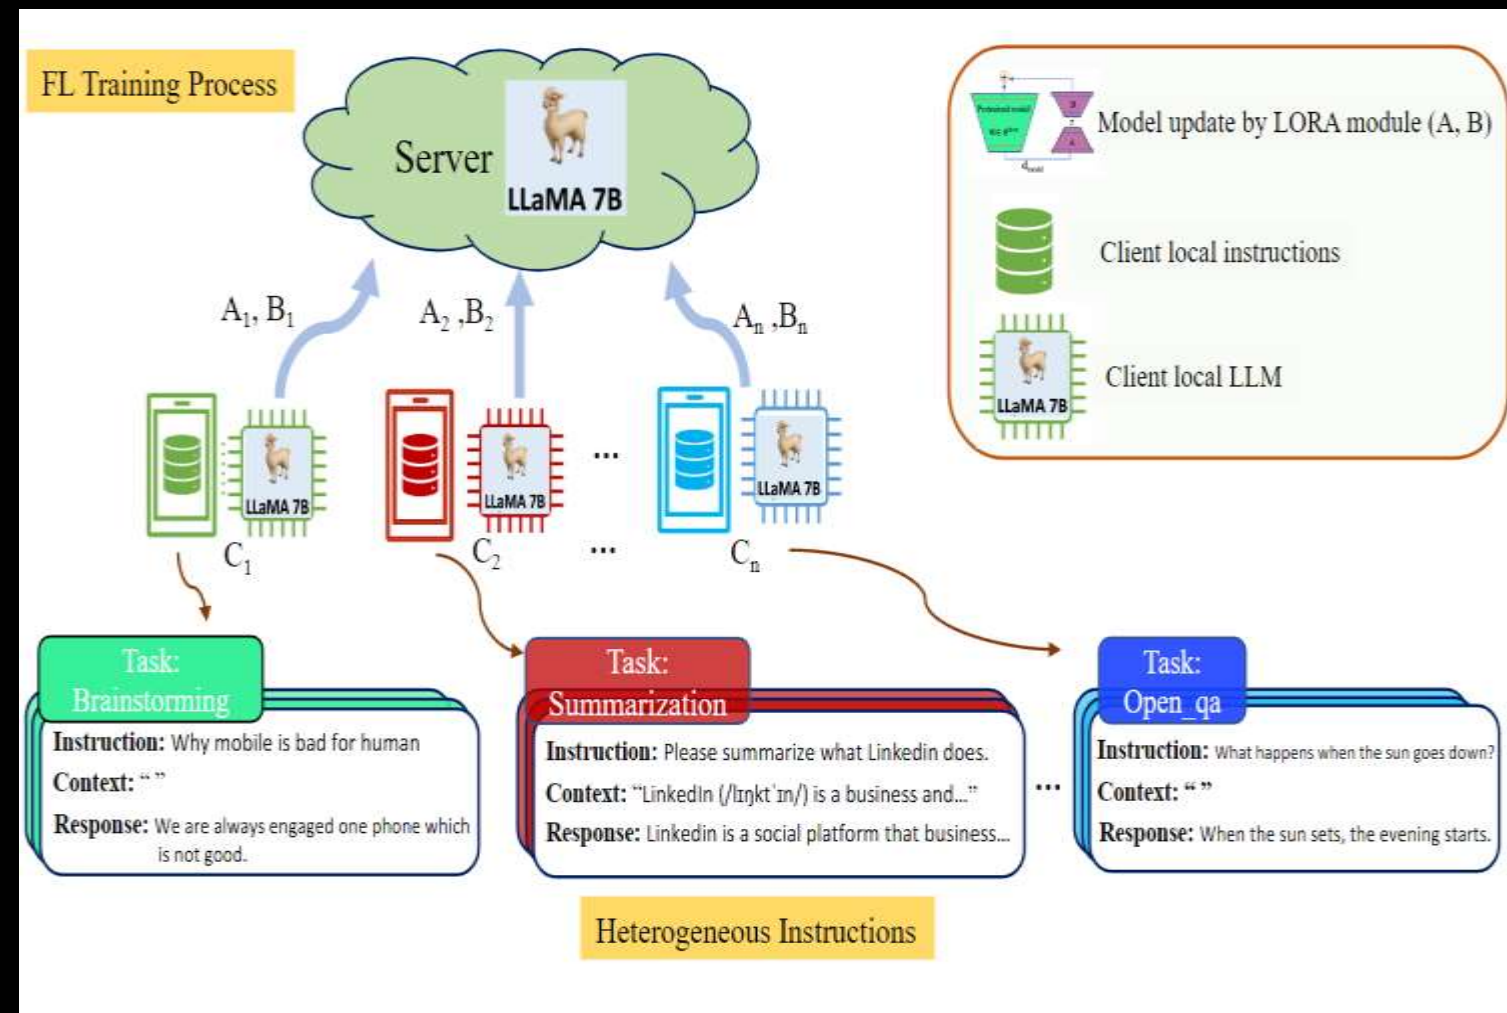 FL Training Process
Server
LLaMA 7B
A1, B1
A2 ,B2
An ,Bn
LLaMA 7B
LLaMA 7B
...
LLaMA 7B
C1
C2
...
Cn
Model update by LORA module (A, B)
Client local instructions
LLaMA 7B
Client local LLM
Task:
Brainstorming
Instruction: Why mobile is bad for human
Context: “ ”
Response: We are always engaged one phone which
is not good.
Task:
Summarization
Instruction: Please summarize what Linkedin does.
Context: “LinkedIn (/lɪŋktˈɪn/) is a business and...”
Response: Linkedin is a social platform that business...
...
Task:
Open_qa
Instruction: What happens when the sun goes down?
Context: “ ”
Response: When the sun sets, the evening starts.
Heterogeneous Instructions